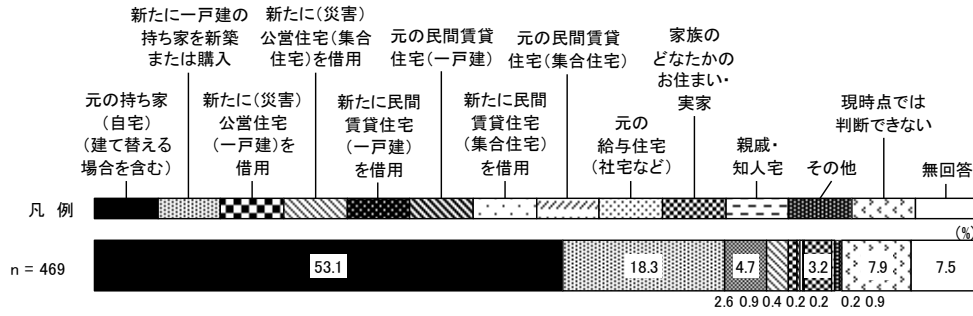 新たに一戸建の
持ち家を新築
または購入
新たに(災害)
公営住宅(集合
住宅)を借用
元の民間賃貸
住宅(一戸建)
元の民間賃貸
住宅(集合住宅)
家族の
どなたかの
お住まい・
実家
現時点では
判断できない
元の持ち家
(自宅)
(建て替える
場合を含む)
新たに(災害)
公営住宅
(一戸建)を
借用
新たに民間
賃貸住宅
(一戸建)
を借用
新たに民間
賃貸住宅
(集合住宅)
を借用
元の
給与住宅
(社宅など)
親戚・
知人宅
その他
無回答
凡 例
(%)
n = 469
53.1
18.3
4.7
3.2
7.9
7.5
2.6 0.9 0.4 0.2 0.2 0.2 0.9